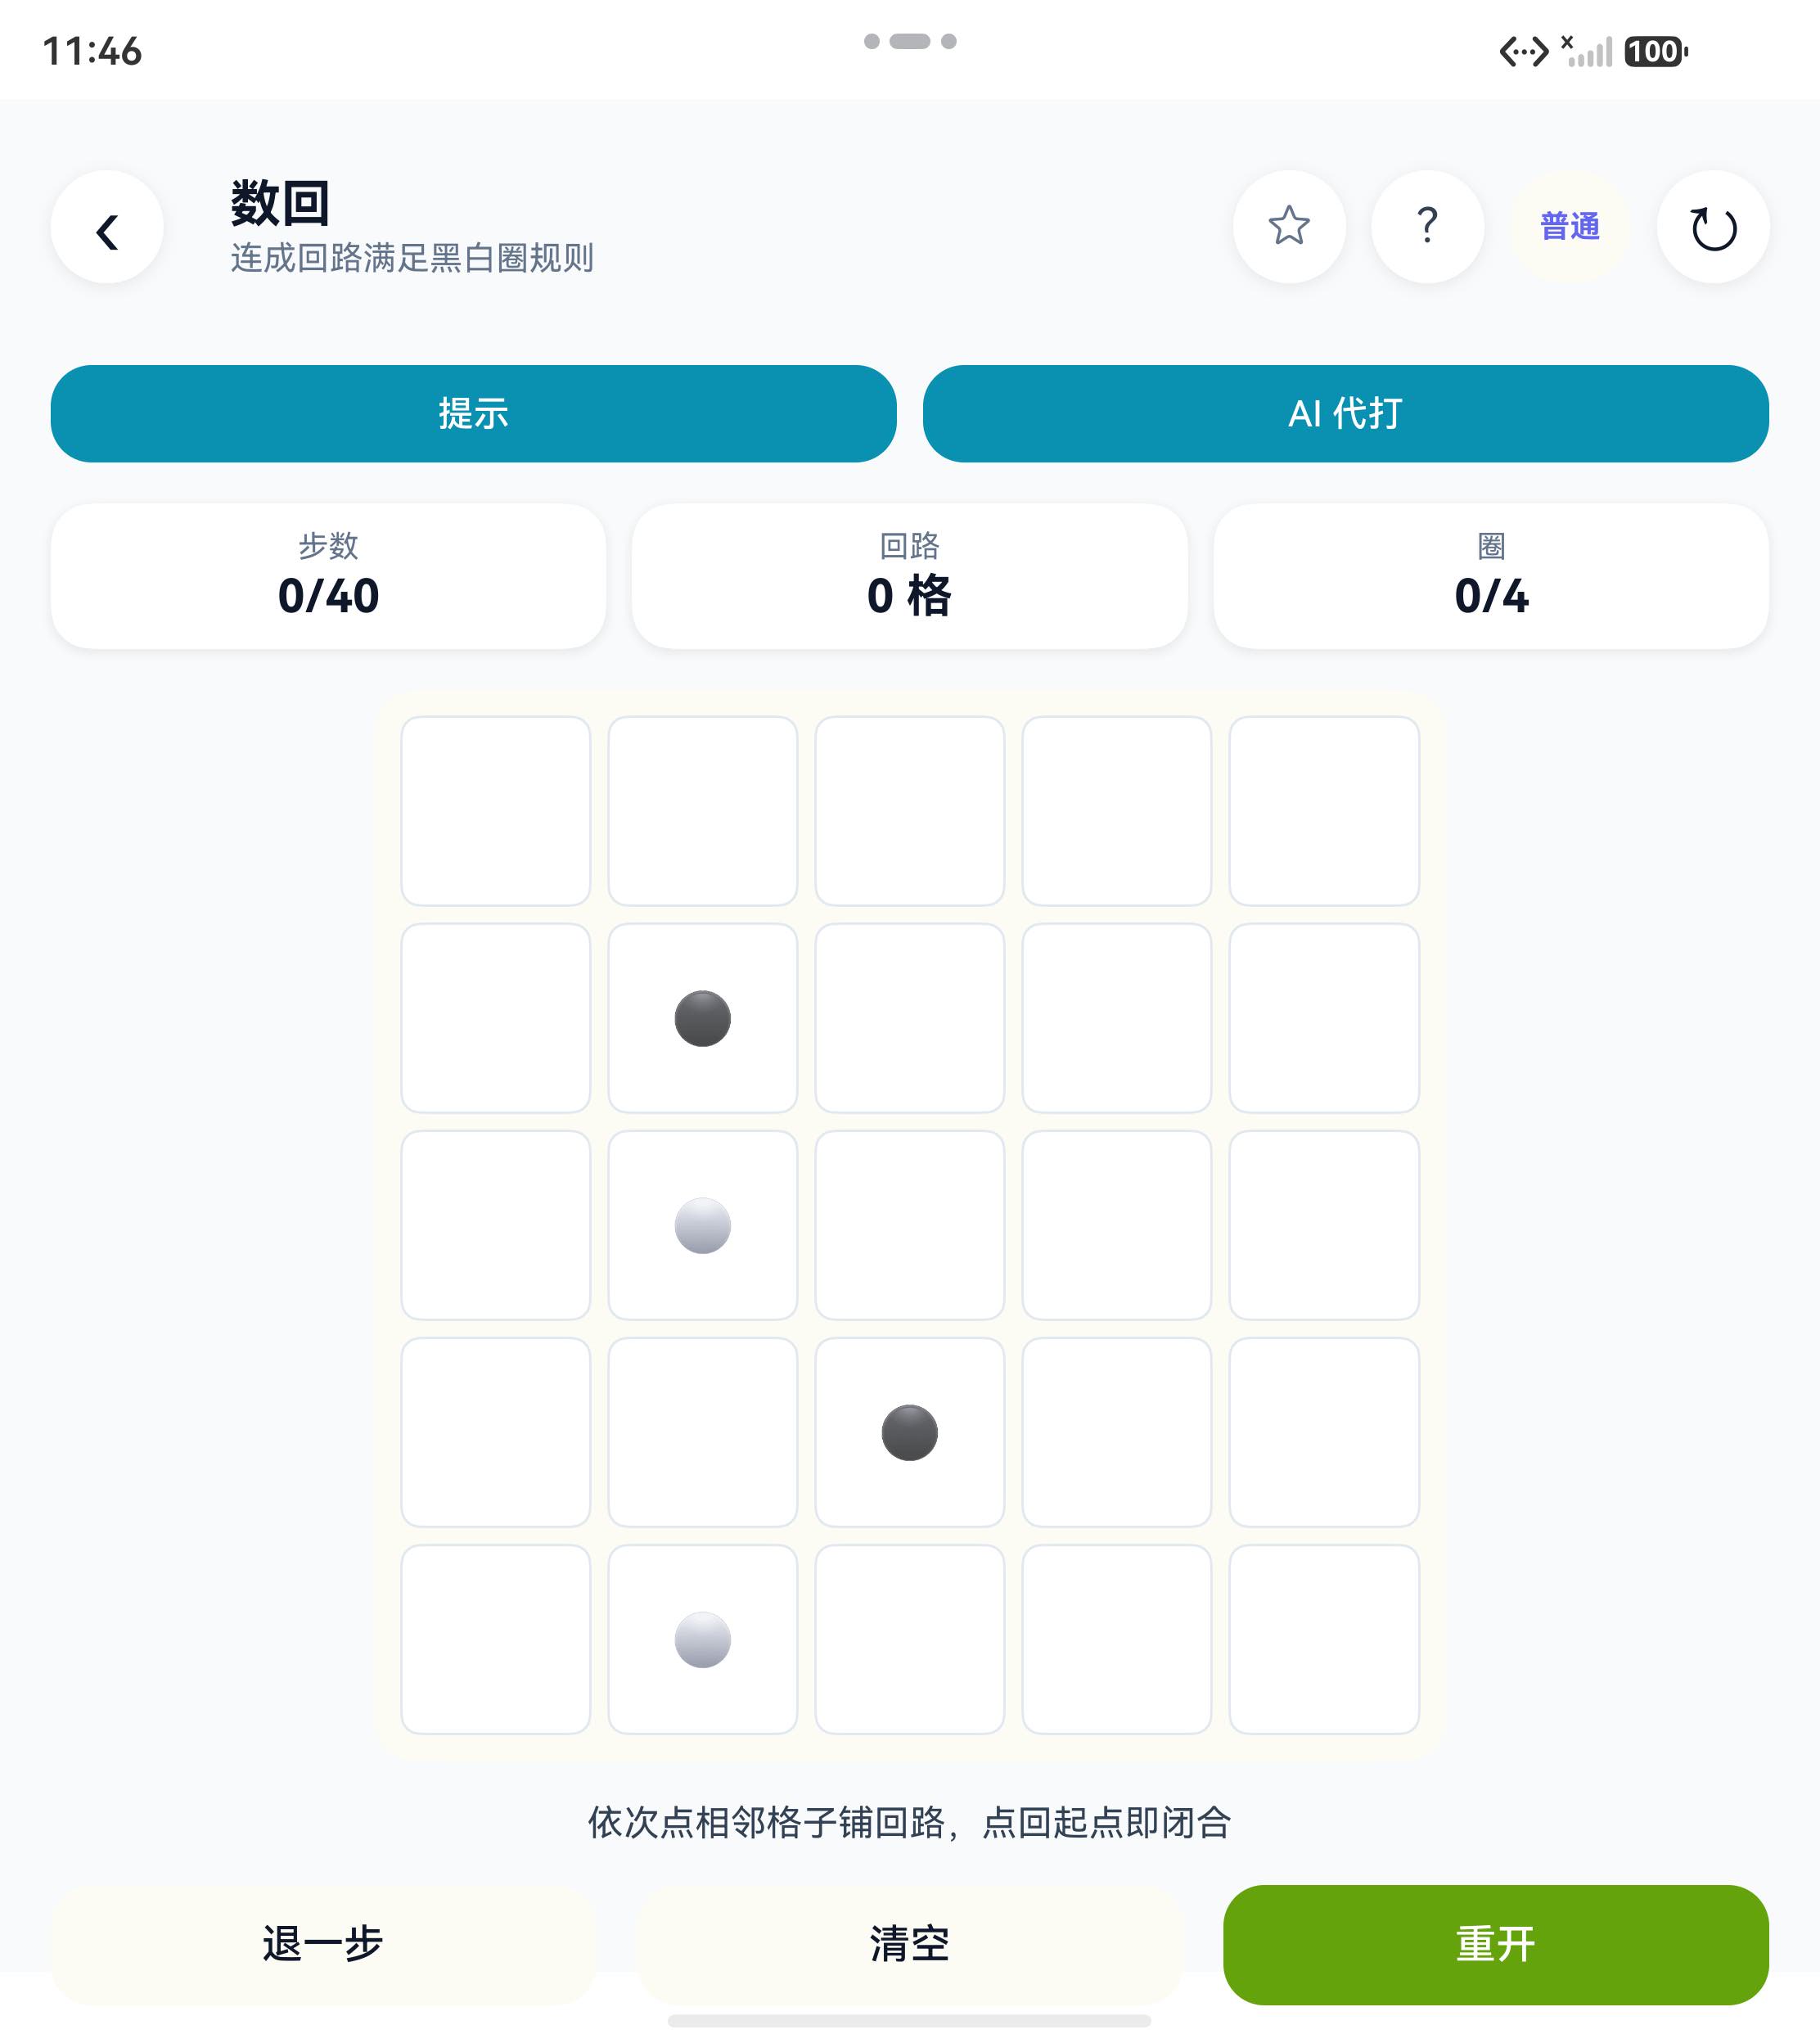 11:46
100
数回
连成回路满足黑白圈规则
?
普通
提示
AI 代打
步数
0/40
回路
0 格
圈
0/4
依次点相邻格子铺回路，点回起点即闭合
退一步
清空
重开